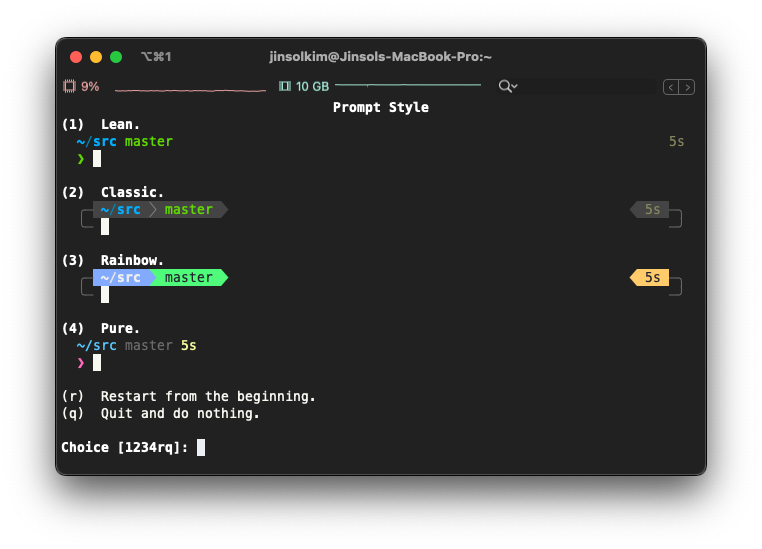 ⌥⌘1 jinsolkim@Jinsols-MacBook-Pro:~
9% 10 GB
Prompt Style
(1) Lean.
~/src master 5s
❯
(2) Classic.
~/src master 5s
(3) Rainbow.
~/src master 5s
(4) Pure.
~/src master 5s
❯
(r) Restart from the beginning.
(q) Quit and do nothing.
Choice [1234rq]: